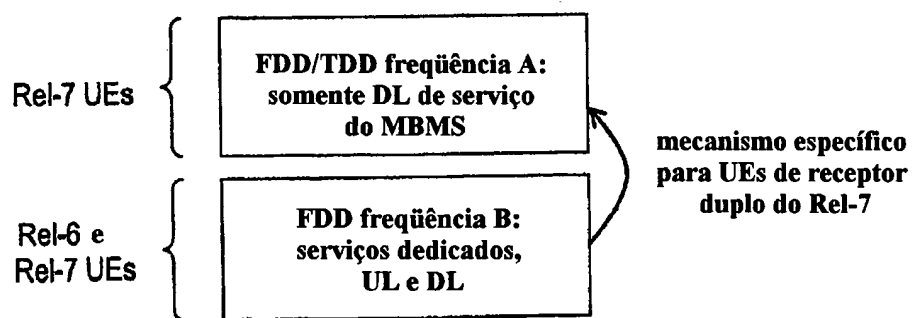 Rel-7 UEs
FDD/TDD freqüência A:
somente DL de serviço
do MBMS
mecanismo específico
para UEs de receptor
duplo do Rel-7
Rel-6 e
Rel-7 UEs
FDD freqüência B:
serviços dedicados,
UL e DL